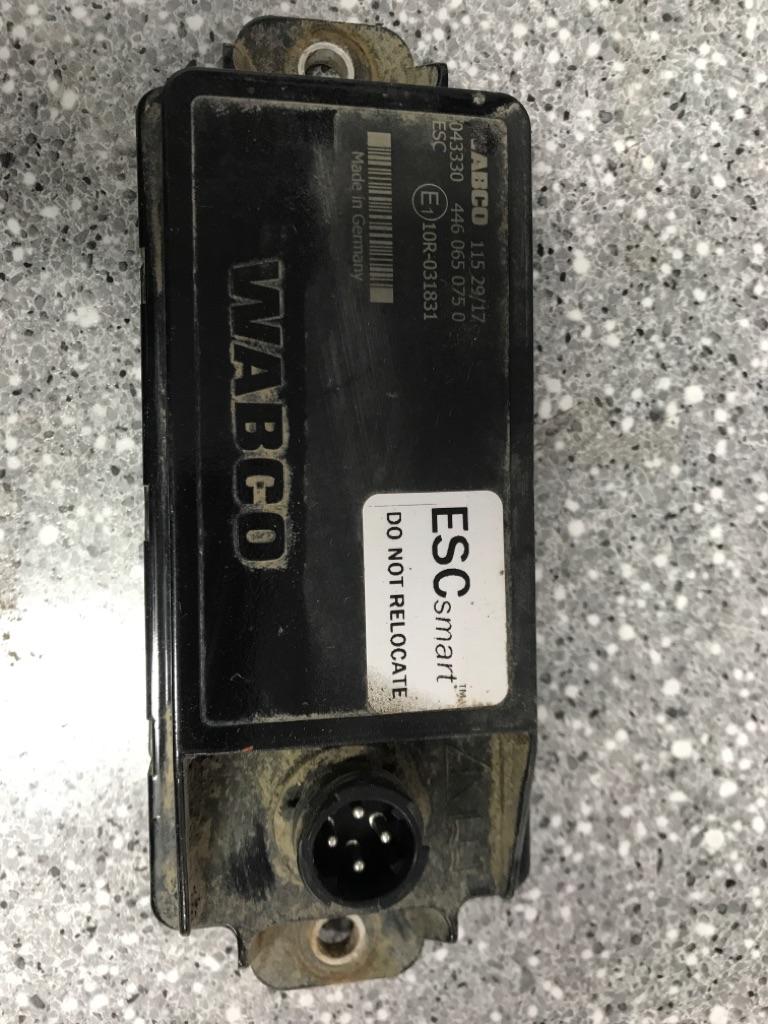 WABCO 115 29/17
043330 446 065 075 0
ESC
E1 10R-031831
Made in Germany
WABCO
ESCsmart™
DO NOT RELOCATE